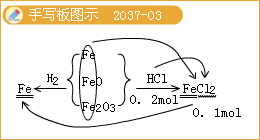 手写板图示 2037-03
Fe
H2
HCl
Fe
FeO
FeCl2
Fe2O3
0. 2mol
0. 1mol